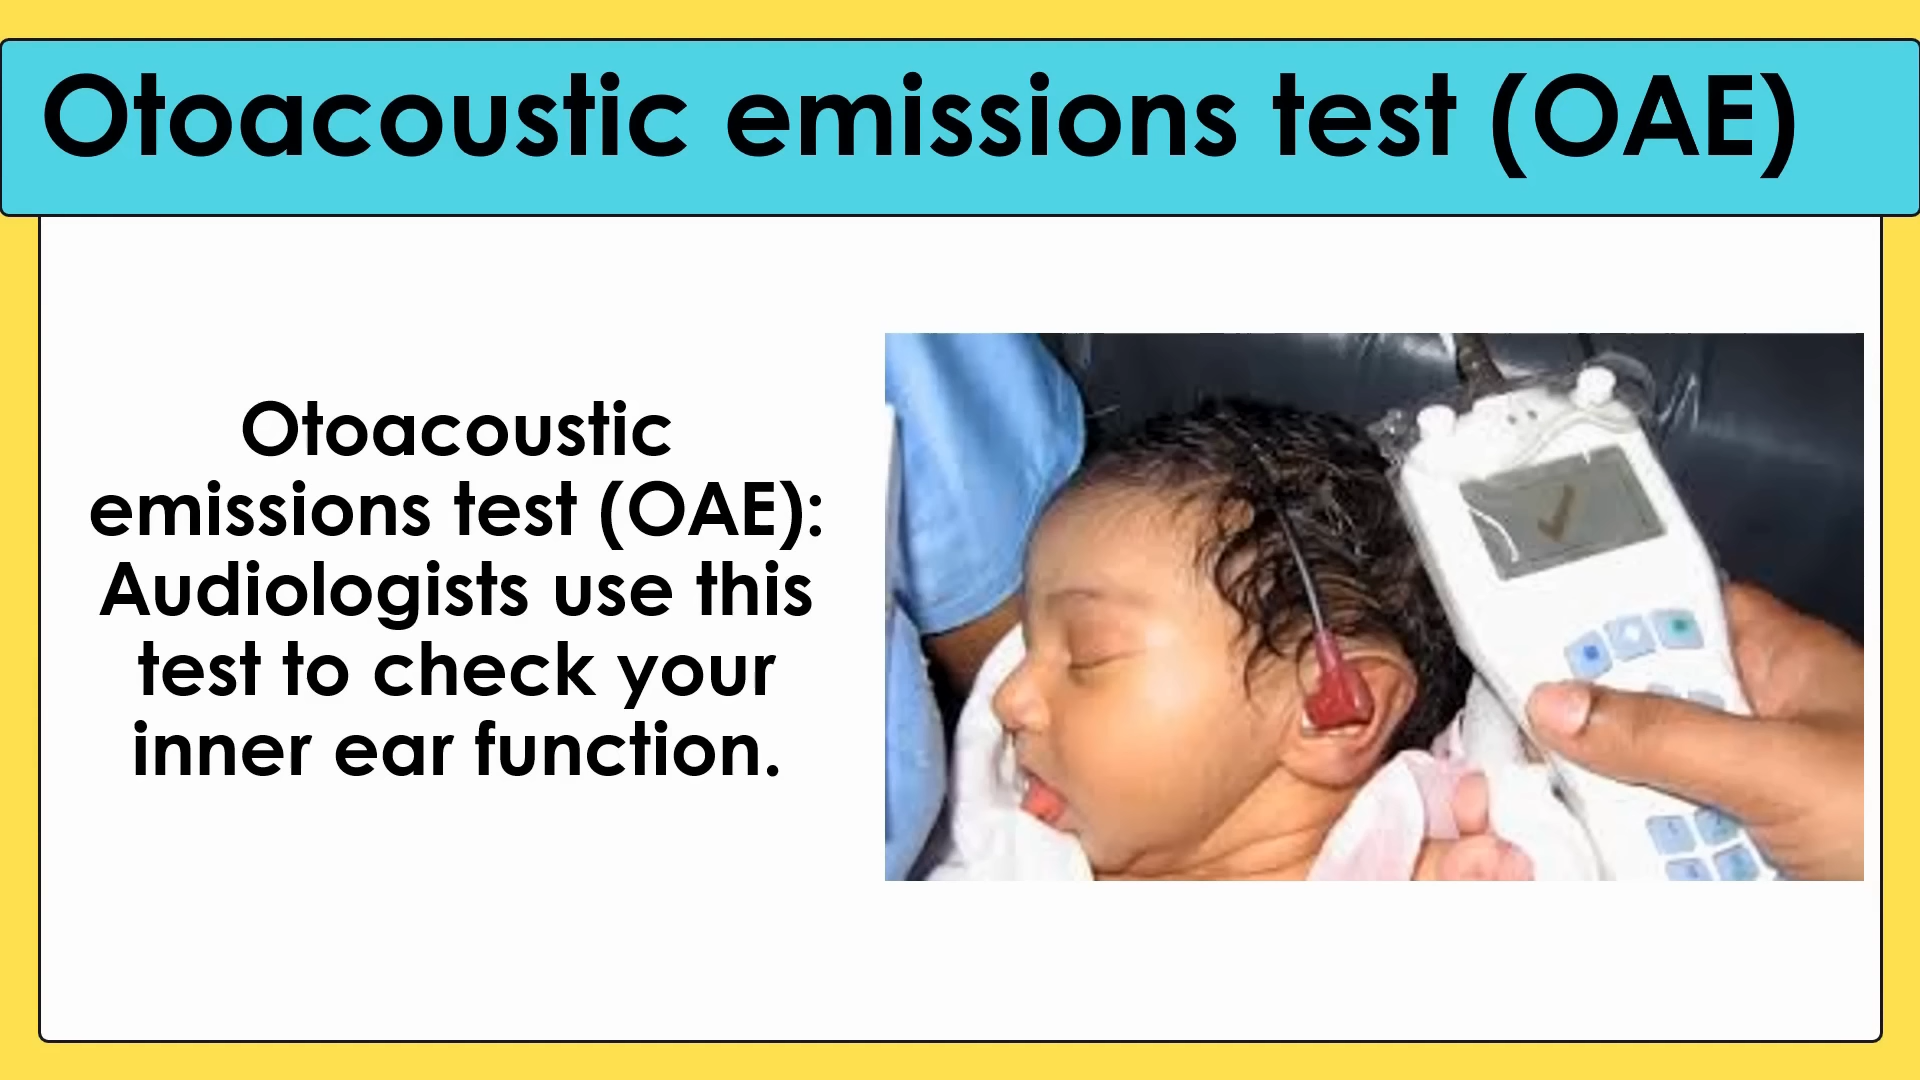 Otoacoustic emissions test (OAE)
Otoacoustic
emissions test (OAE):
Audiologists use this
test to check your
inner ear function.